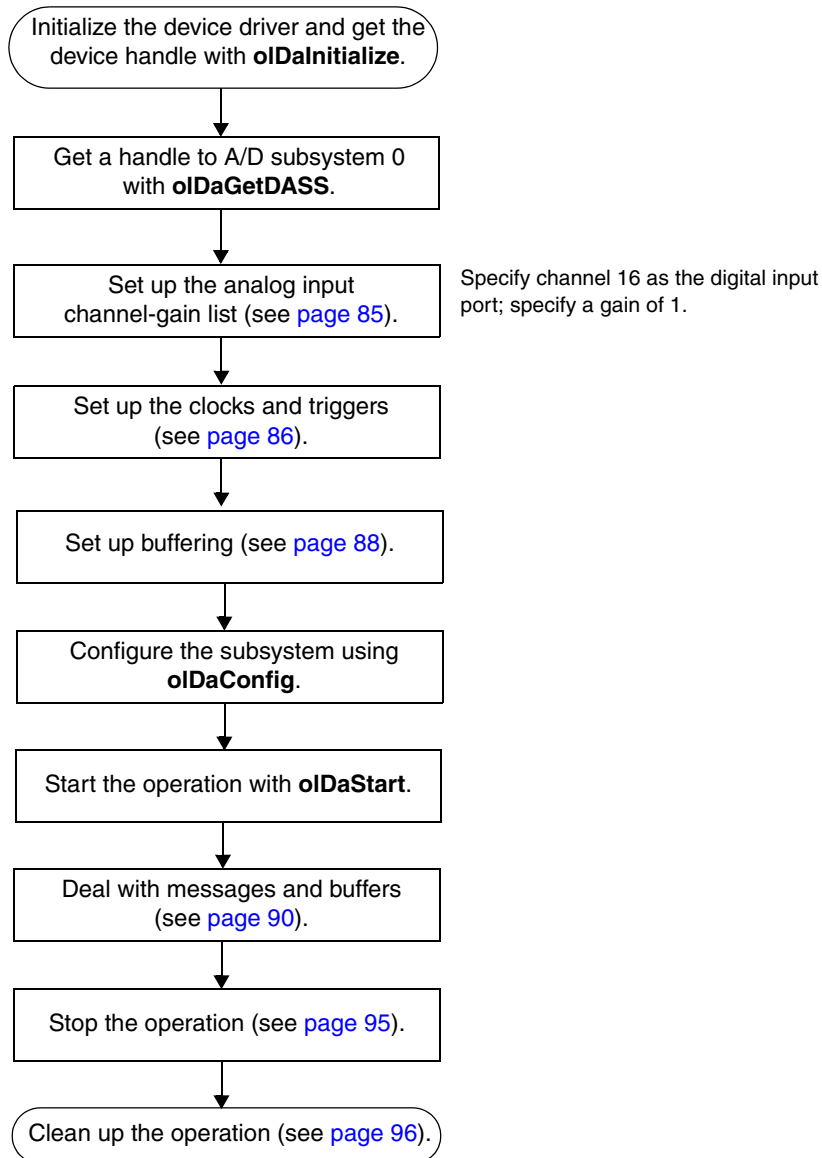 Initialize the device driver and get the
device handle with olDaInitialize.
Get a handle to A/D subsystem 0
with olDaGetDASS.
Set up the analog input
channel-gain list (see page 85).
Specify channel 16 as the digital input
port; specify a gain of 1.
Set up the clocks and triggers
(see page 86).
Set up buffering (see page 88).
Configure the subsystem using
olDaConfig.
Start the operation with olDaStart.
Deal with messages and buffers
(see page 90).
Stop the operation (see page 95).
Clean up the operation (see page 96).